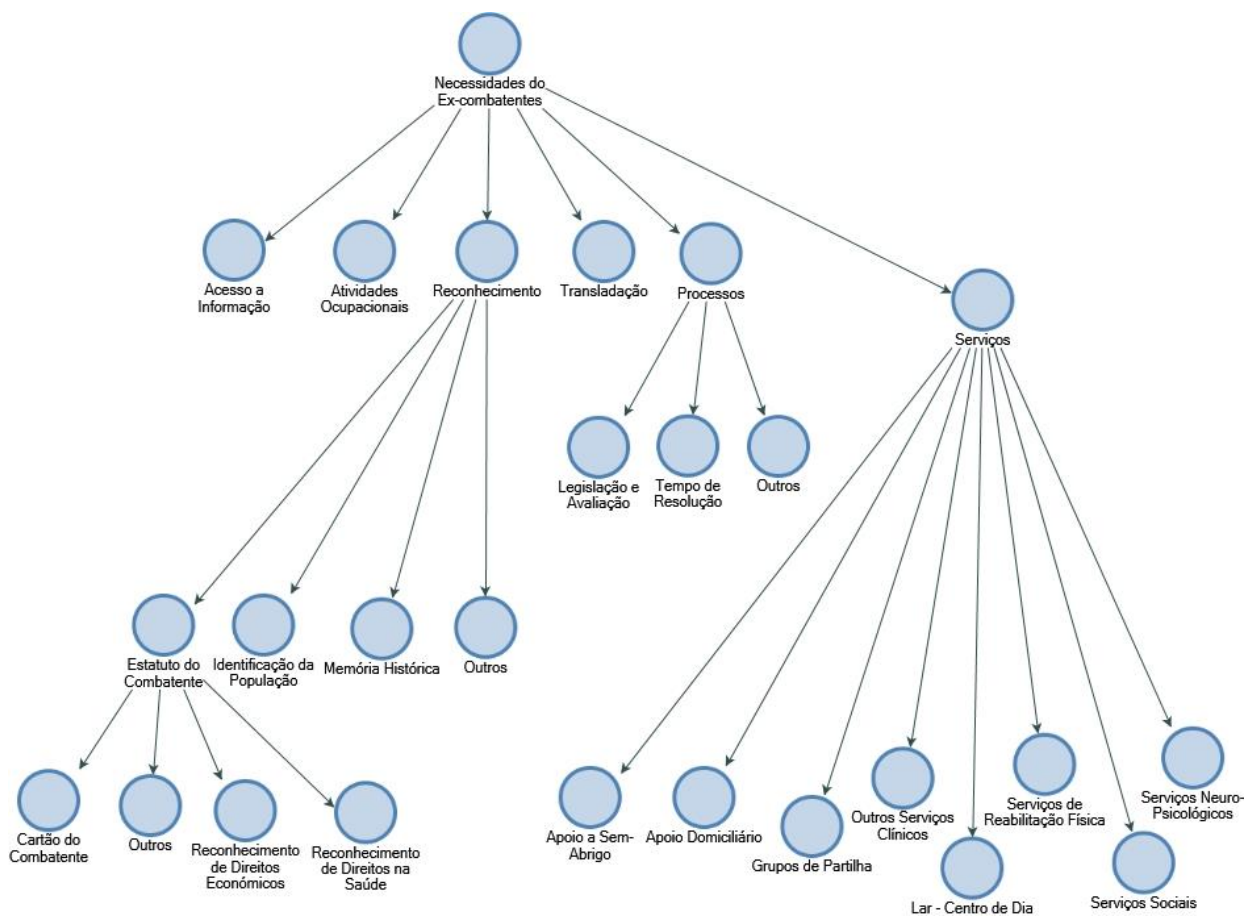 Necessidades do
Ex-combatentes
Acesso a
Informação
Atividades
Ocupacionais
Reconhecimento
Transladação
Processos
Serviços
Legislação e
Avaliação
Tempo de
Resolução
Outros
Estatuto do
Combatente
Identificação da
População
Memória Histórica
Outros
Cartão do
Combatente
Outros
Reconhecimento
de Direitos
Económicos
Reconhecimento
de Direitos na
Saúde
Apoio a Sem-
Abrigo
Apoio Domiciliário
Grupos de Partilha
Outros Serviços
Clínicos
Lar - Centro de Dia
Serviços de
Reabilitação Física
Serviços Sociais
Serviços Neuro-
Psicológicos